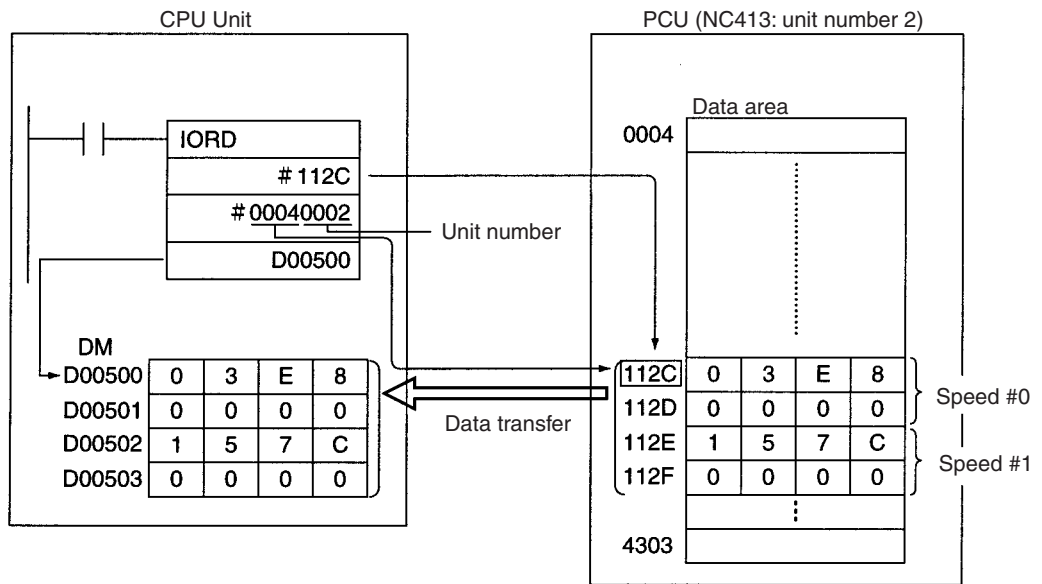 CPU Unit
PCU (NC413: unit number 2)
IORD
#112C
#00040002
Unit number
D00500
Data area
0004
DM
D00500 0 3 E 8
D00501 0 0 0 0
D00502 1 5 7 C
D00503 0 0 0 0
Data transfer
112C 0 3 E 8
112D 0 0 0 0
112E 1 5 7 C
112F 0 0 0 0
Speed #0
Speed #1
4303